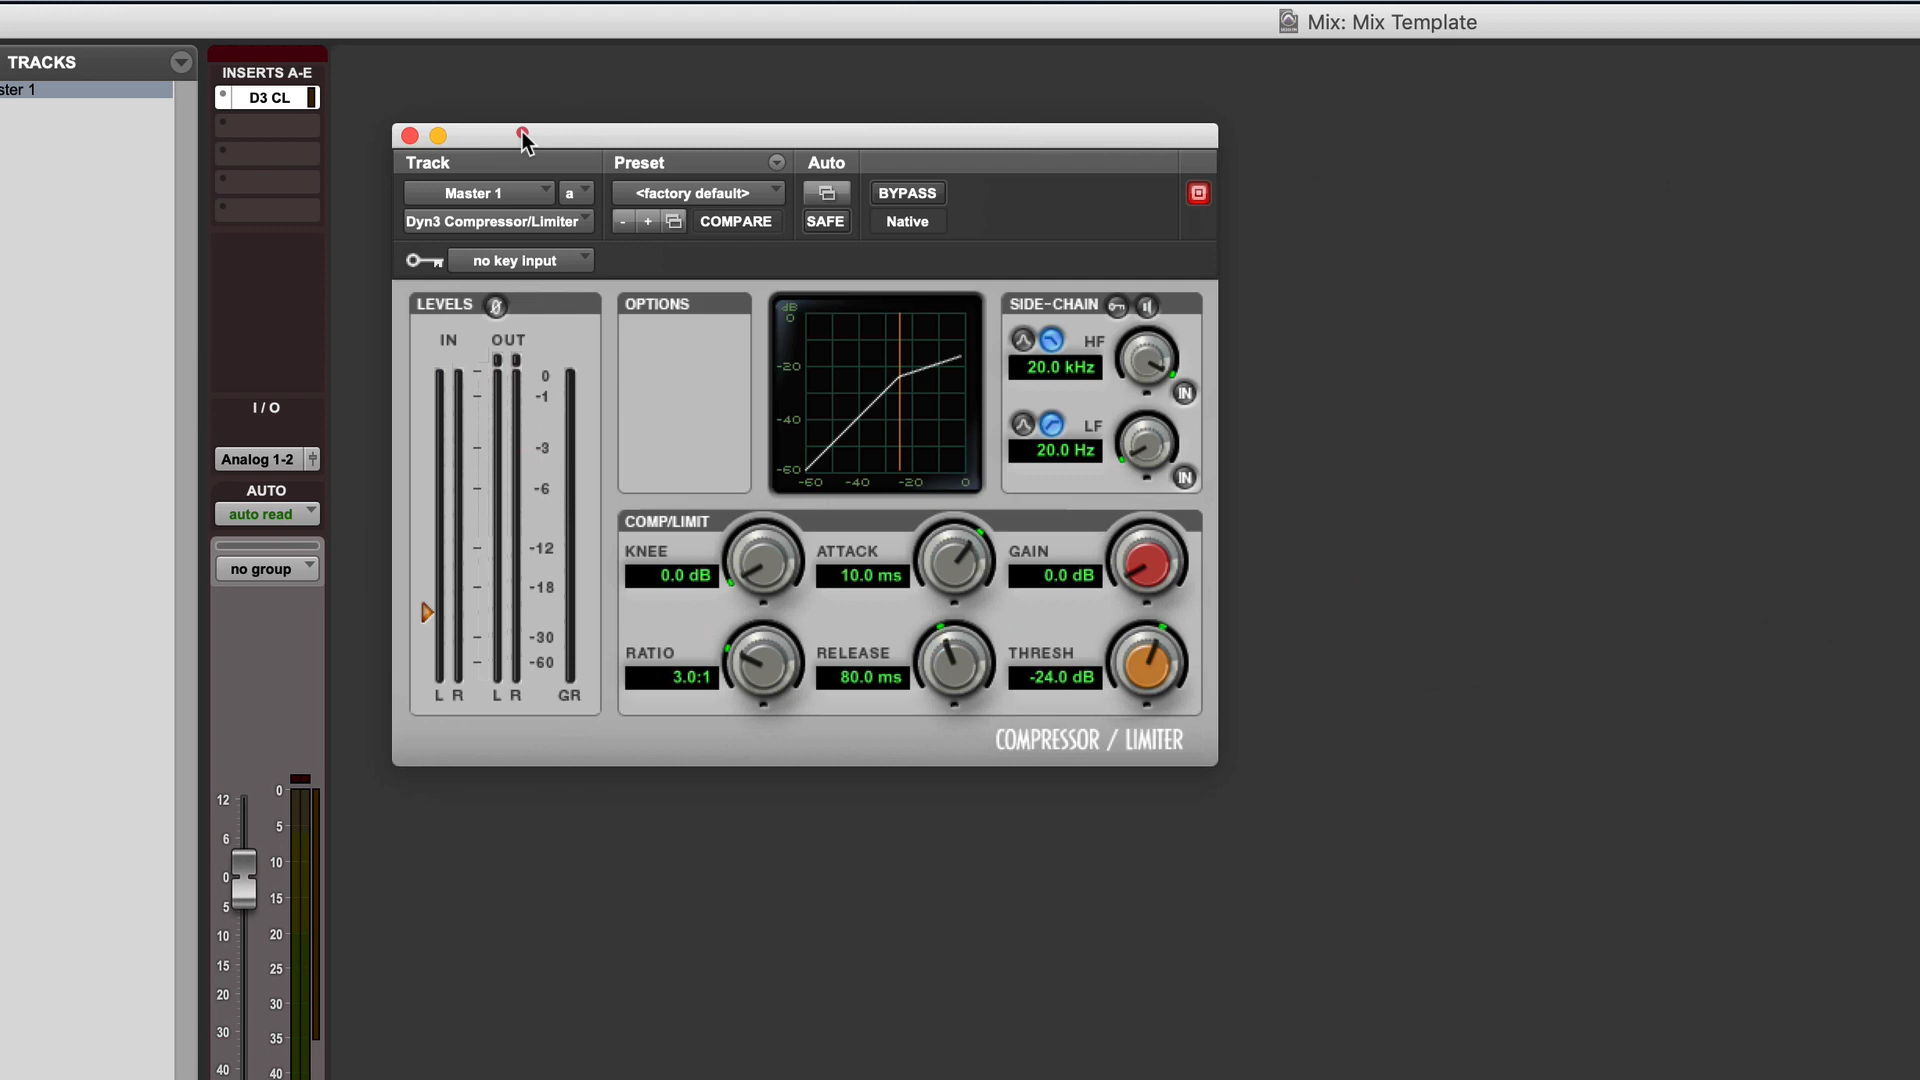 Mix: Mix Template
TRACKS
ster 1
INSERTS A-E
D3 CL
I / O
Analog 1-2
AUTO
auto read
no group
12
6
0
5
10
15
20
30
40
0
5
10
15
20
25
30
35
40
Track
Preset
Auto
Master 1
a
<factory default>
BYPASS
Dyn3 Compressor/Limiter
- +
COMPARE
SAFE
Native
no key input
LEVELS
IN
OUT
0
-1
-3
-6
-12
-18
-30
-60
L R
L R
GR
OPTIONS
dB
0
-20
-40
-60
-60 -40 -20 0
SIDE-CHAIN
HF
20.0 kHz
IN
LF
20.0 Hz
IN
COMP/LIMIT
KNEE
0.0 dB
ATTACK
10.0 ms
GAIN
0.0 dB
RATIO
3.0:1
RELEASE
80.0 ms
THRESH
-24.0 dB
COMPRESSOR / LIMITER